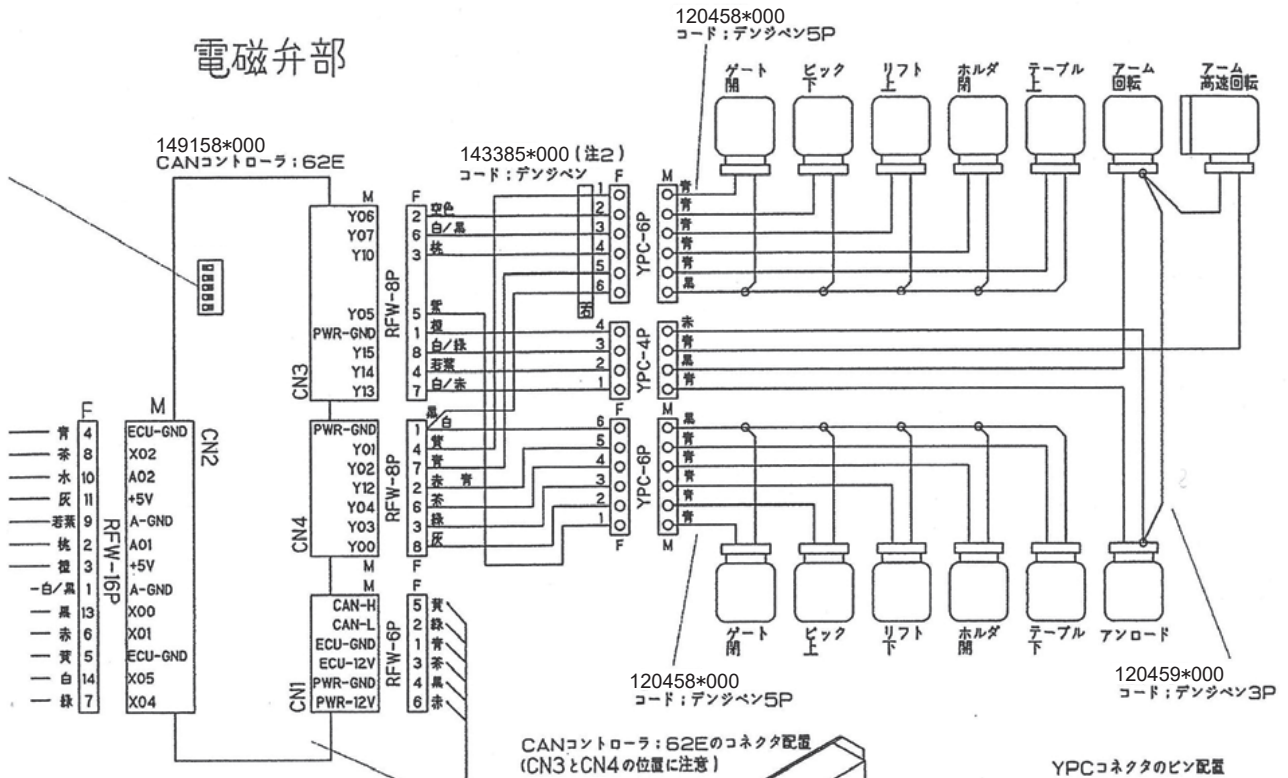 電磁弁部
120458*000
コード；デンジベン5P
ゲート
開
ピック
下
リフト
上
ホルダ
閉
テーブル
上
アーム
回転
アーム
高速回転
149158*000
CANコントローラ；62E
143385*000 (注2)
コード；デンジベン
M
Y06
Y07
Y10
Y05
PWR-GND
Y15
Y14
Y13
CN3
RFW-8P
F
2 空色
6 白/黒
3 桃
5 紫
1 橙
8 白/緑
4 若葉
7 白/赤
1
2
3
4
5
6
右
F
YPC-6P
M
青
青
青
青
青
黒
4
3
2
1
YPC-4P
赤
青
黒
青
F
M
PWR-GND
Y01
Y02
Y12
Y04
Y03
Y00
CN4
RFW-8P
M
F
黒
1 白
4 黄
7 青
2 赤 青
6 茶
3 緑
8 灰
6
5
4
3
2
1
F
YPC-6P
M
黒
青
青
青
青
青
F
青 4
茶 8
水 10
灰 11
若葉 9
桃 2
橙 3
白/黒 1
黒 13
赤 6
黄 5
白 14
緑 7
RFW-16P
M
ECU-GND
X02
A02
+5V
A-GND
A01
+5V
A-GND
X00
X01
ECU-GND
X05
X04
CN2
M
CAN-H
CAN-L
ECU-GND
ECU-12V
PWR-GND
PWR-12V
CN1
RFW-6P
F
5 黄
2 緑
1 青
3 茶
4 黒
6 赤
ゲート
閉
ピック
上
リフト
下
ホルダ
開
テーブル
下
アンロード
120458*000
コード；デンジベン5P
120459*000
コード；デンジベン3P
CANコントローラ；62Eのコネクタ配置
(CN3とCN4の位置に注意)
YPCコネクタのピン配置